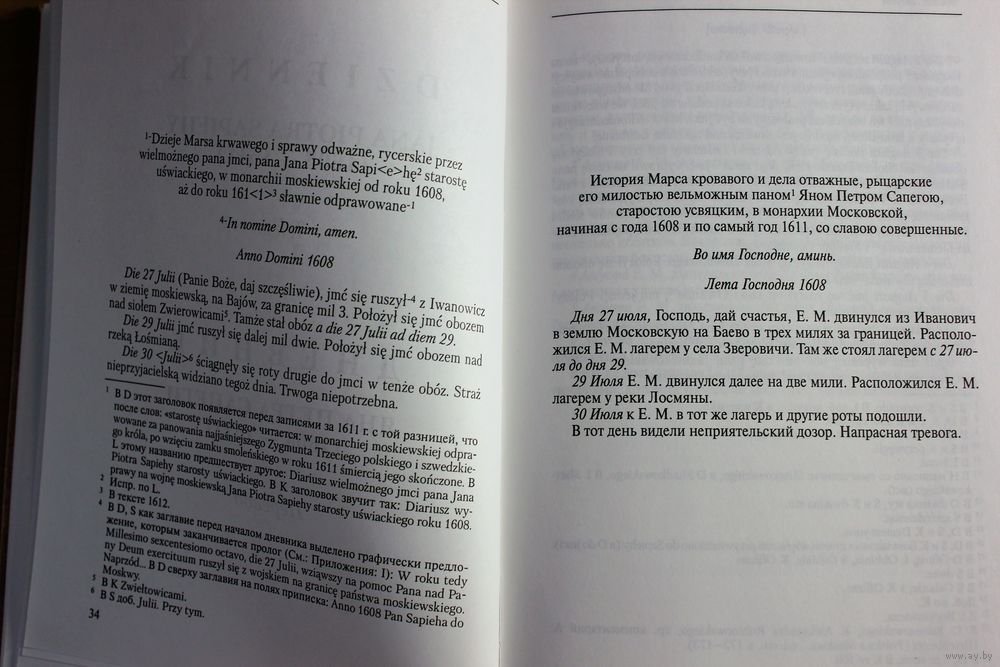 ¹⁻Dzieje Marsa krwawego i sprawy odważne, rycerskie przez
wielmożnego pana jmci, pana Jana Piotra Sapi<e>hę² starostę
uświackiego, w monarchii moskiewskiej od roku 1608,
aż do roku 161<1>³ sławnie odprawowane⁻¹
⁴⁻In nomine Domini, amen.
Anno Domini 1608
Die 27 Julii (Panie Boże, daj szczęśliwie), jmć się ruszył⁻⁴ z Iwanowicz
w ziemię moskiewską, na Bajów, za granicę mil 3. Położył się jmć obozem
nad siołem Zwierowicami⁵. Tamże stał obóz a die 27 Julii ad diem 29.
Die 29 Julii jmć ruszył się dalej mil dwie. Położył się jmć obozem nad
rzeką Łośmianą.
Die 30 <Julii>⁶ ściągnęły się roty drugie do jmci w tenże obóz. Straż
nieprzyjacielską widziano tegoż dnia. Trwoga niepotrzebna.
¹ В D этот заголовок появляется перед записями за 1611 г. с той разницей, что
после слов: «starostę uświackiego» читается: w monarchiej moskiewskiej odpra-
wowane za panowania najjaśniejszego Zygmunta Trzeciego polskiego i szwedzkie-
go króla, po wzięciu zamku smoleńskiego w roku 1611 śmiercią jego skończone. В
L этому названию предшествует другое: Diariusz wielmożnego jmci pana Jana
Piotra Sapiehy starosty uświackiego. В K заголовок звучит так: Diariusz wy-
prawy na wojnę moskiewską Jana Piotra Sapiehy starosty uświackiego roku 1608.
² Испр. по L.
³ В тексте 1612.
⁴ В D, S как заглавие перед началом дневника выделено графически предло-
жение, которым заканчивается пролог (См.: Приложения: I): W roku tedy
Millesimo sexcentesiomo octavo, die 27 Julii, wziąwszy na pomoc Pana nad Pa-
ny Deum exercituum ruszył się z wojskiem na granicę państwa moskiewskiego.
Naprzód... В D сверху заглавия на полях приписка: Anno 1608 Pan Sapieha do
Moskwy.
⁵ В K Zwiełtowicami.
⁶ В S доб. Julii. Przy tym.
34
История Марса кровавого и дела отважные, рыцарские
его милостью вельможным паном¹ Яном Петром Сапегою,
старостою усвяцким, в монархии Московской,
начиная с года 1608 и по самый год 1611, со славою совершенные.
Во имя Господне, аминь.
Лета Господня 1608
Дня 27 июля, Господь, дай счастья, Е. М. двинулся из Иванович
в землю Московскую на Баево в трех милях за границей. Располо-
жился Е. М. лагерем у села Зверовичи. Там же стоял лагерем с 27 ию-
ля до дня 29.
29 Июля Е. М. двинулся далее на две мили. Расположился Е. М.
лагерем у реки Лосмяны.
30 Июля к Е. М. в тот же лагерь и другие роты подошли.
В тот день видели неприятельский дозор. Напрасная тревога.
www.ay.by